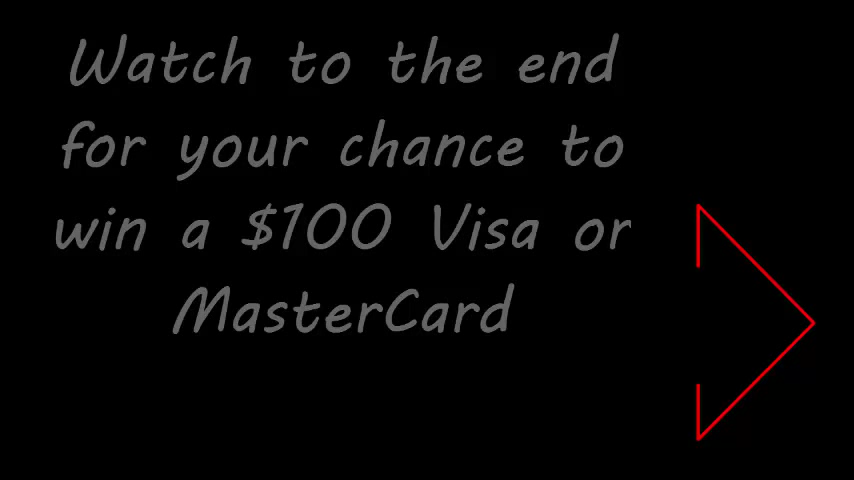 Watch to the end
for your chance to
win a $100 Visa or
MasterCard